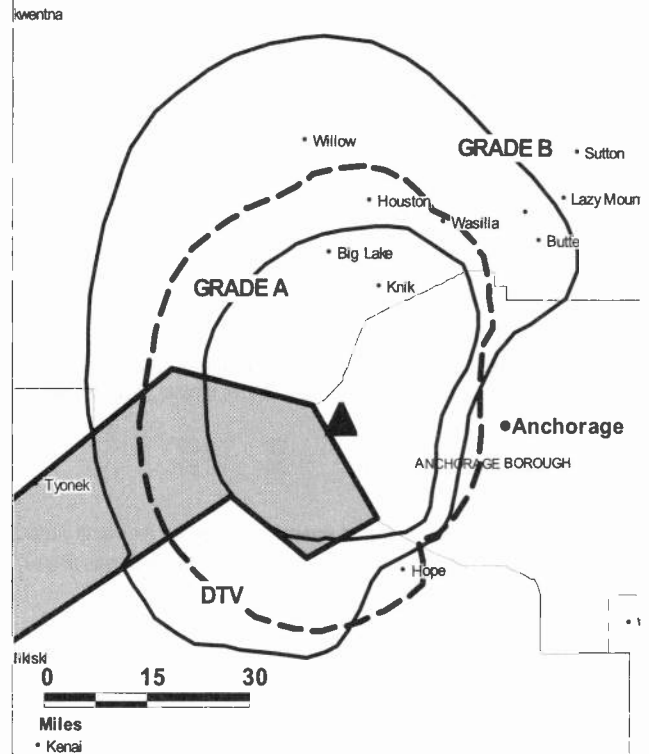 kwentna
Willow
GRADE B
Sutton
Houston
Lazy Moun
Wasilla
Butte
Big Lake
GRADE A
Knik
Anchorage
ANCHORAGE BOROUGH
Tyonek
Hope
DTV
0 15 30
Miles
Kenai